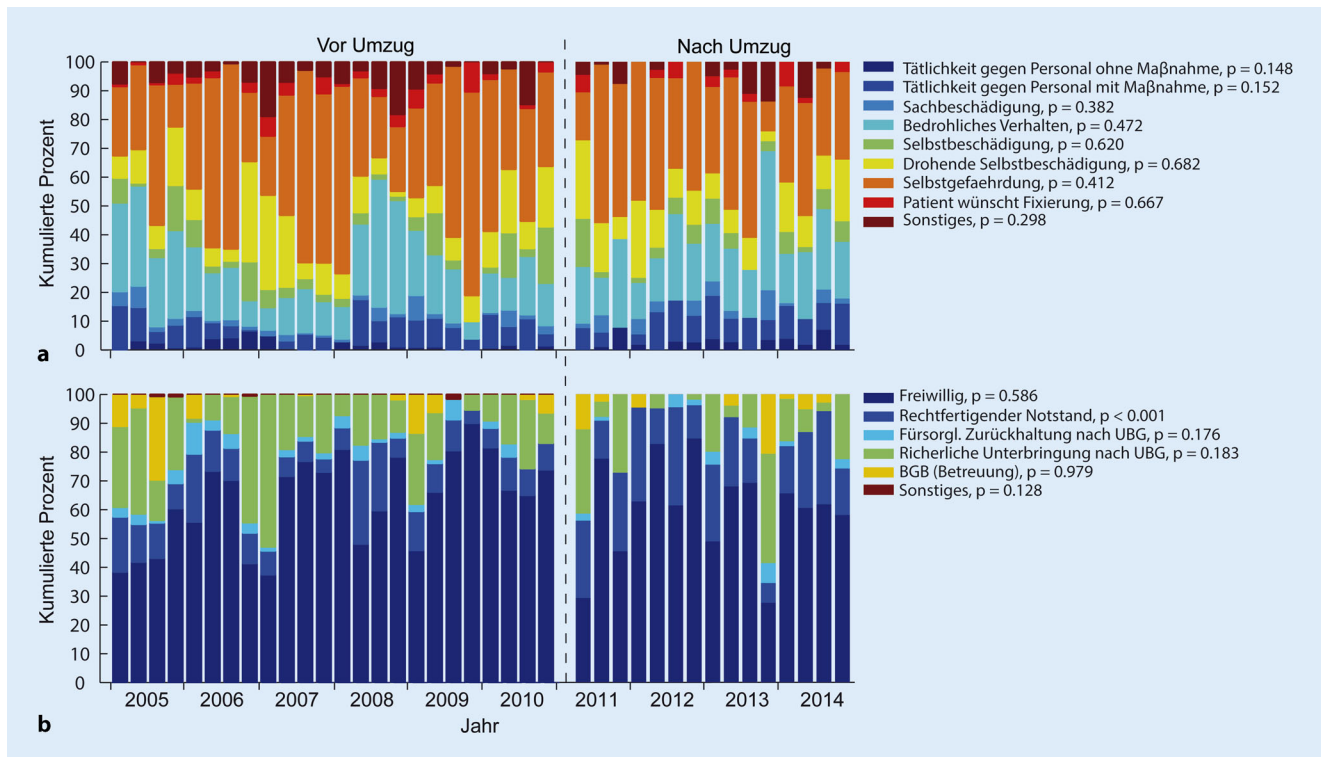 Vor Umzug
Nach Umzug
Kumulierte Prozent
100
90
80
70
60
50
40
30
20
10
0
a
Tätlichkeit gegen Personal ohne Maßnahme, p = 0.148
Tätlichkeit gegen Personal mit Maßnahme, p = 0.152
Sachbeschädigung, p = 0.382
Bedrohliches Verhalten, p = 0.472
Selbstbeschädigung, p = 0.620
Drohende Selbstbeschädigung, p = 0.682
Selbstgefaehrdung, p = 0.412
Patient wünscht Fixierung, p = 0.667
Sonstiges, p = 0.298
Kumulierte Prozent
100
90
80
70
60
50
40
30
20
10
0
Freiwillig, p = 0.586
Rechtfertigender Notstand, p < 0.001
Fürsorgl. Zurückhaltung nach UBG, p = 0.176
Richerliche Unterbringung nach UBG, p = 0.183
BGB (Betreuung), p = 0.979
Sonstiges, p = 0.128
2005 2006 2007 2008 2009 2010 2011 2012 2013 2014
b
Jahr